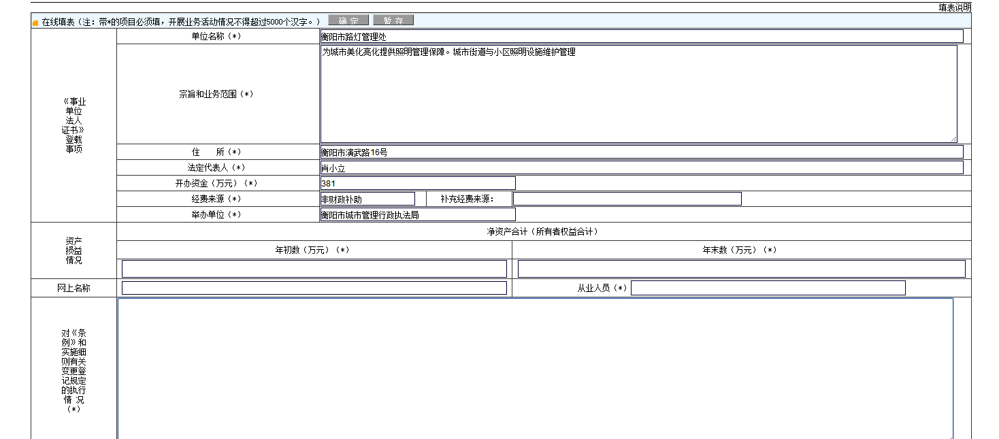 填表说明
在线填表（注：带*的项目必须填，开展业务活动情况不得超过5000个汉字。） 确 定 暂 存
《事业
单位
法人
证书》
登载
事项
单位名称（*） 衡阳市路灯管理处
宗旨和业务范围（*） 为城市美化亮化提供照明管理保障。城市街道与小区照明设施维护管理
住　　所（*） 衡阳市演武路16号
法定代表人（*） 肖小立
开办资金（万元）（*） 381
经费来源（*） 非财政补助 补充经费来源：
举办单位（*） 衡阳市城市管理行政执法局
资产
损益
情况
净资产合计（所有者权益合计）
年初数（万元）（*） 年末数（万元）（*）
网上名称 从业人员（*）
对《条
例》和
实施细
则有关
变更登
记规定
的执行
情 况
（*）